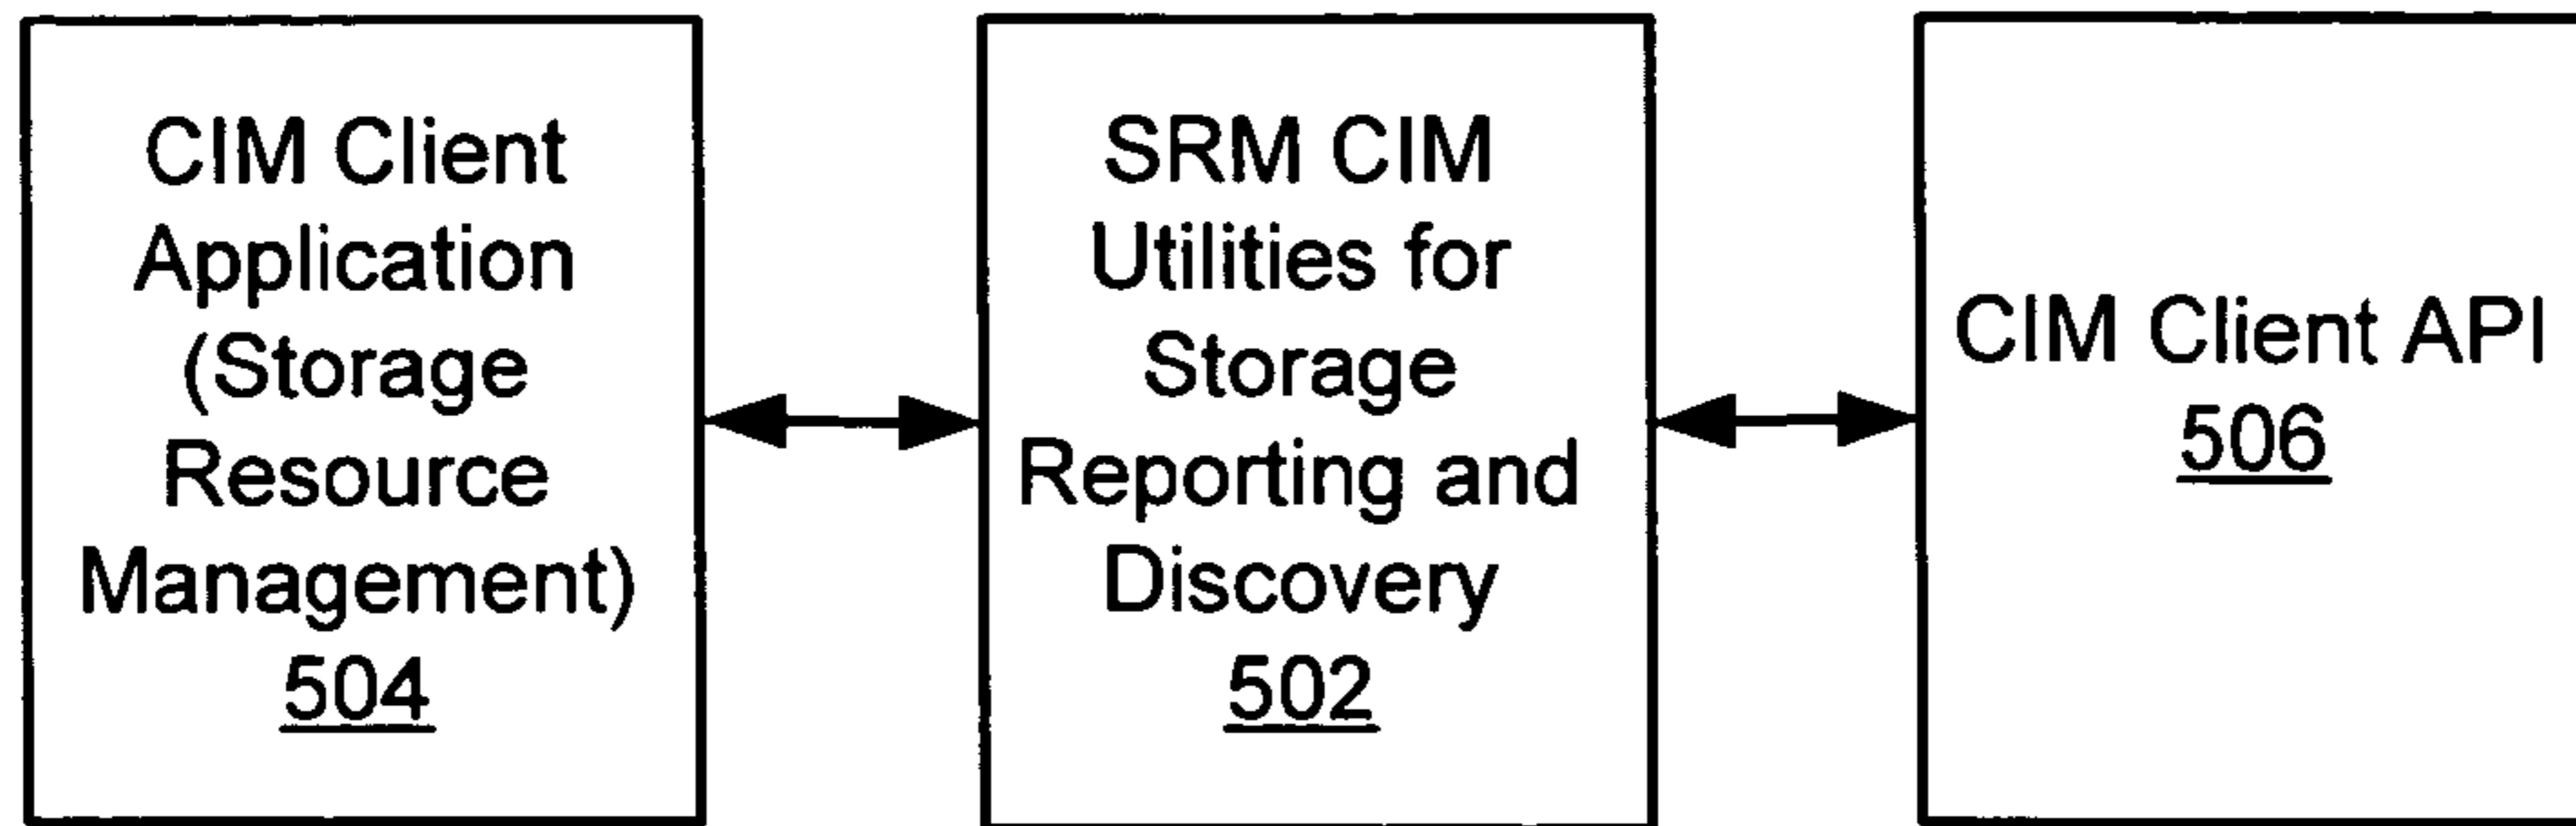 CIM Client
Application
(Storage
Resource
Management)
504
SRM CIM
Utilities for
Storage
Reporting and
Discovery
502
CIM Client API
506